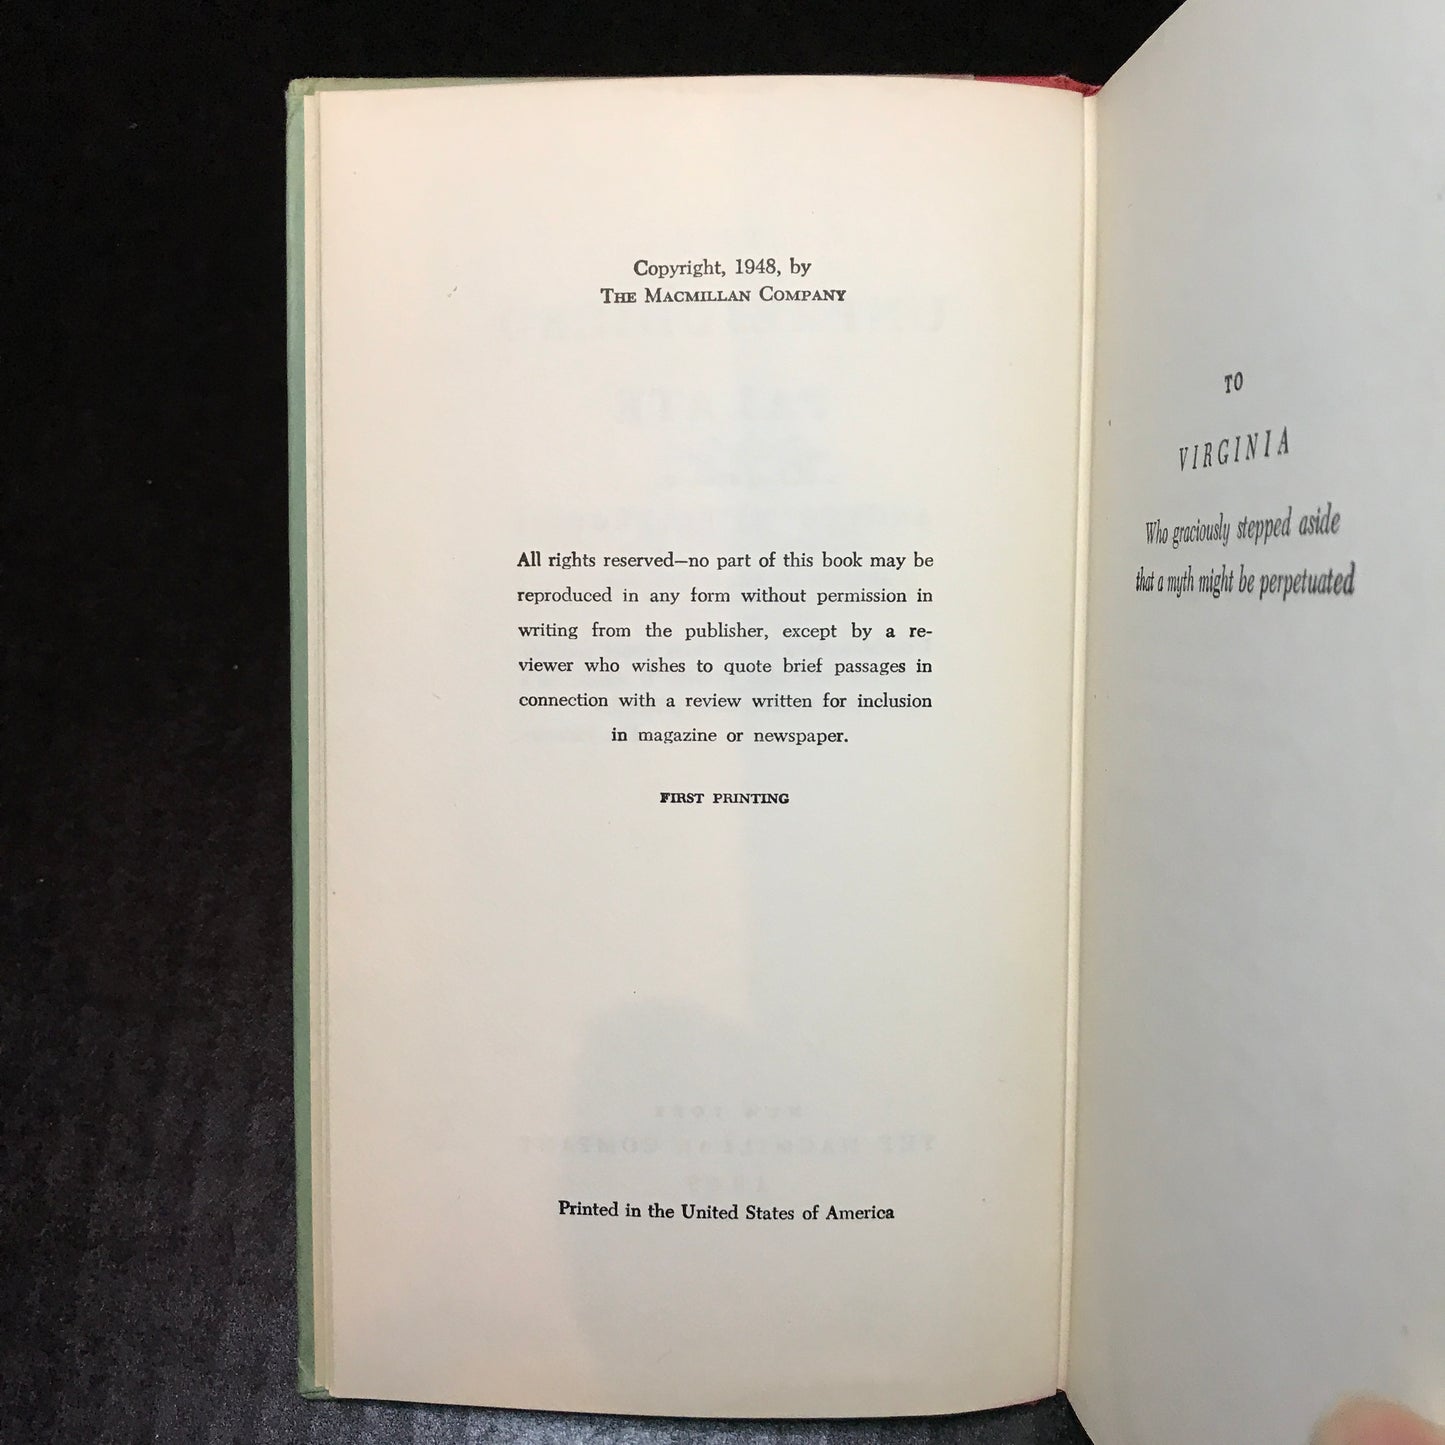 Copyright, 1948, by
THE MACMILLAN COMPANY
All rights reserved—no part of this book may be
reproduced in any form without permission in
writing from the publisher, except by a re-
viewer who wishes to quote brief passages in
connection with a review written for inclusion
in magazine or newspaper.
FIRST PRINTING
Printed in the United States of America
TO
VIRGINIA
Who graciously stepped aside
that a myth might be perpetuated